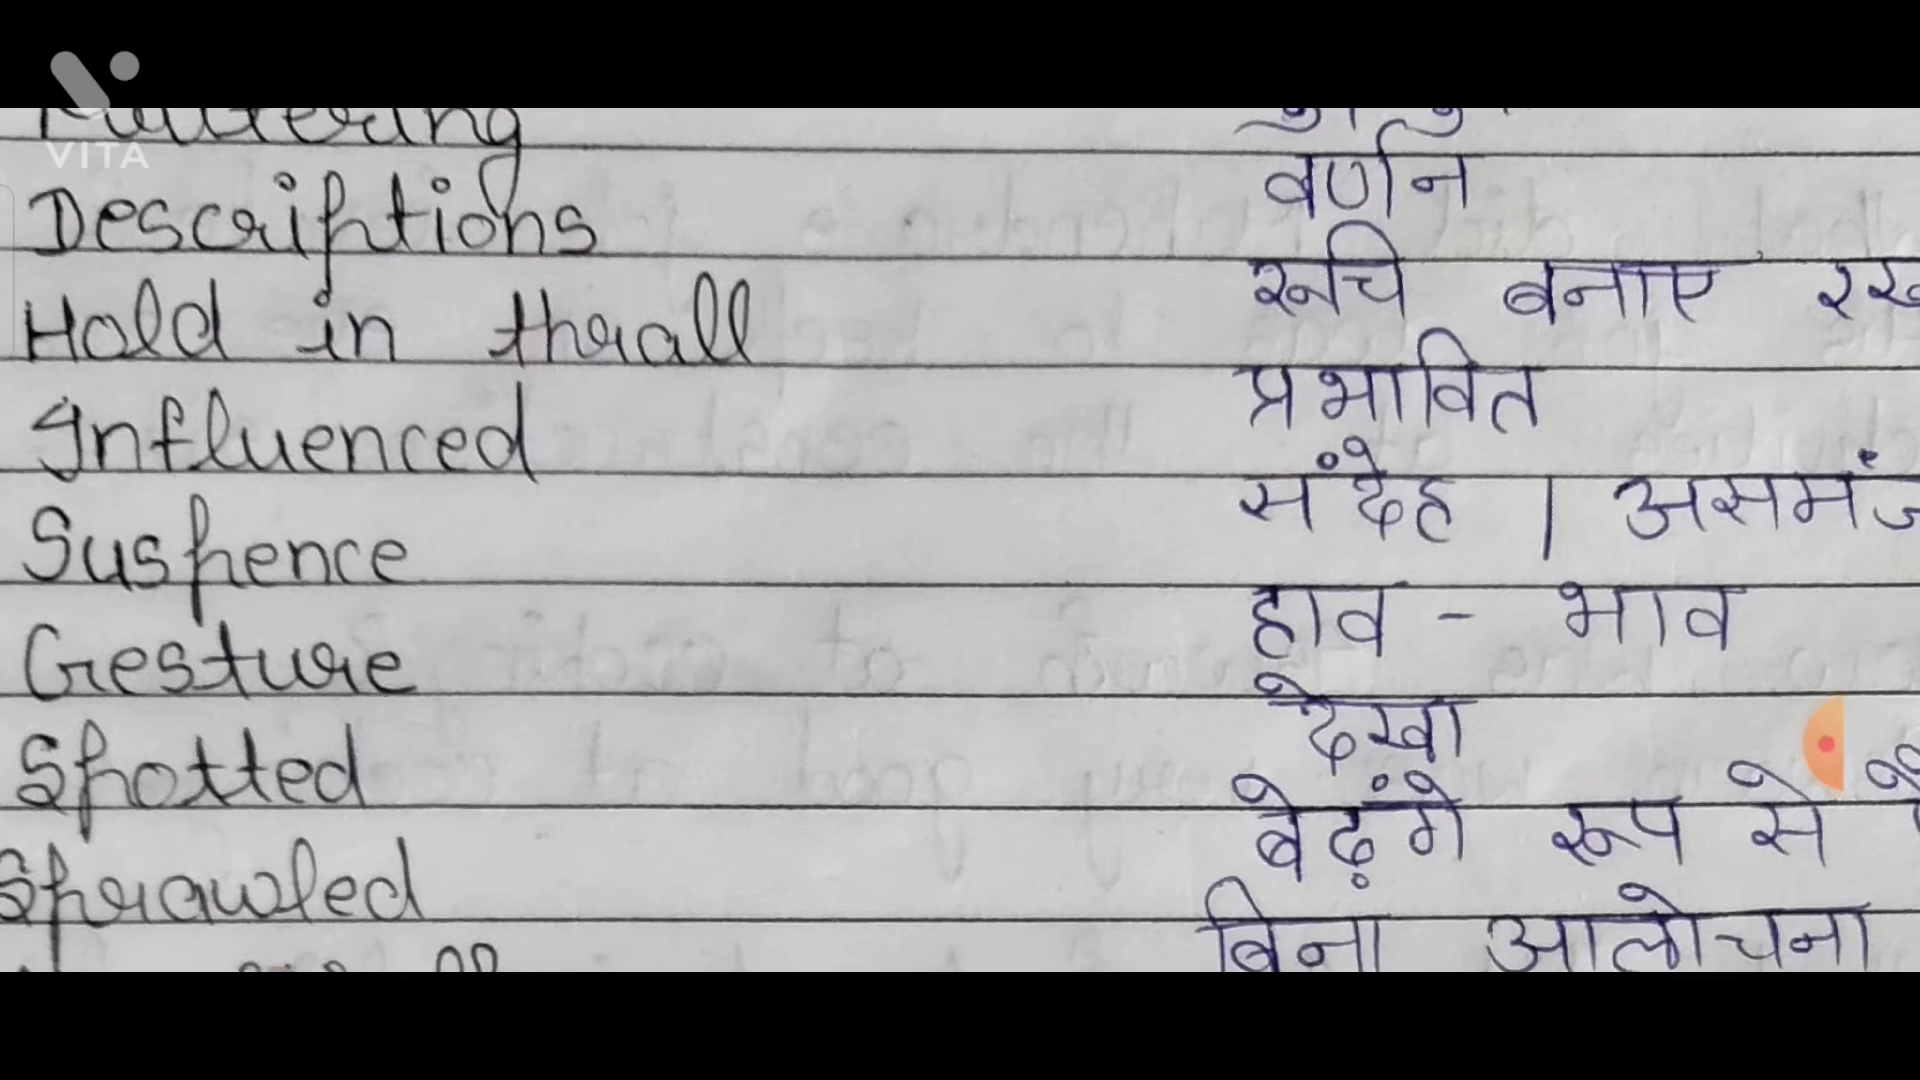 VITA
Descriptions वर्णन
Hold in thrall रूचि बनाए
Influenced प्रभावित
Suspence संदेह | असमंज
Gesture हाव - भाव
Spotted देखा
Sprawled बेढ़ंगे रूप से
बिना आलोचना